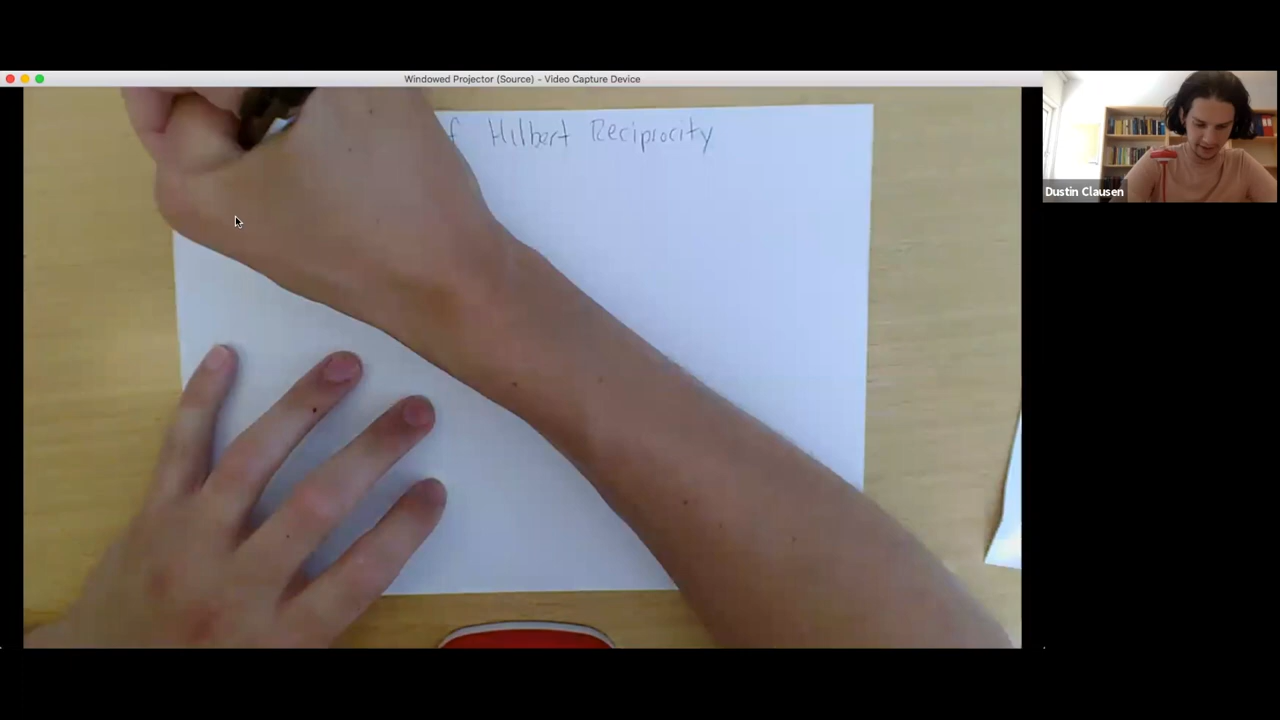 Windowed Projector (Source) - Video Capture Device
f Hilbert Reciprocity
Dustin Clausen